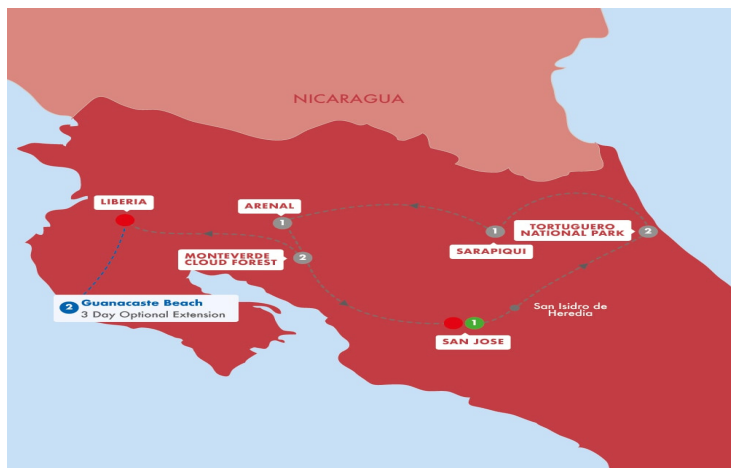 NICARAGUA
LIBERIA
ARENAL
1
1
SARAPIQUI
TORTUGUERO
NATIONAL PARK
2
MONTEVERDE
CLOUD FOREST
2
2
Guanacaste Beach
3 Day Optional Extension
San Isidro de
Heredia
1
SAN JOSE